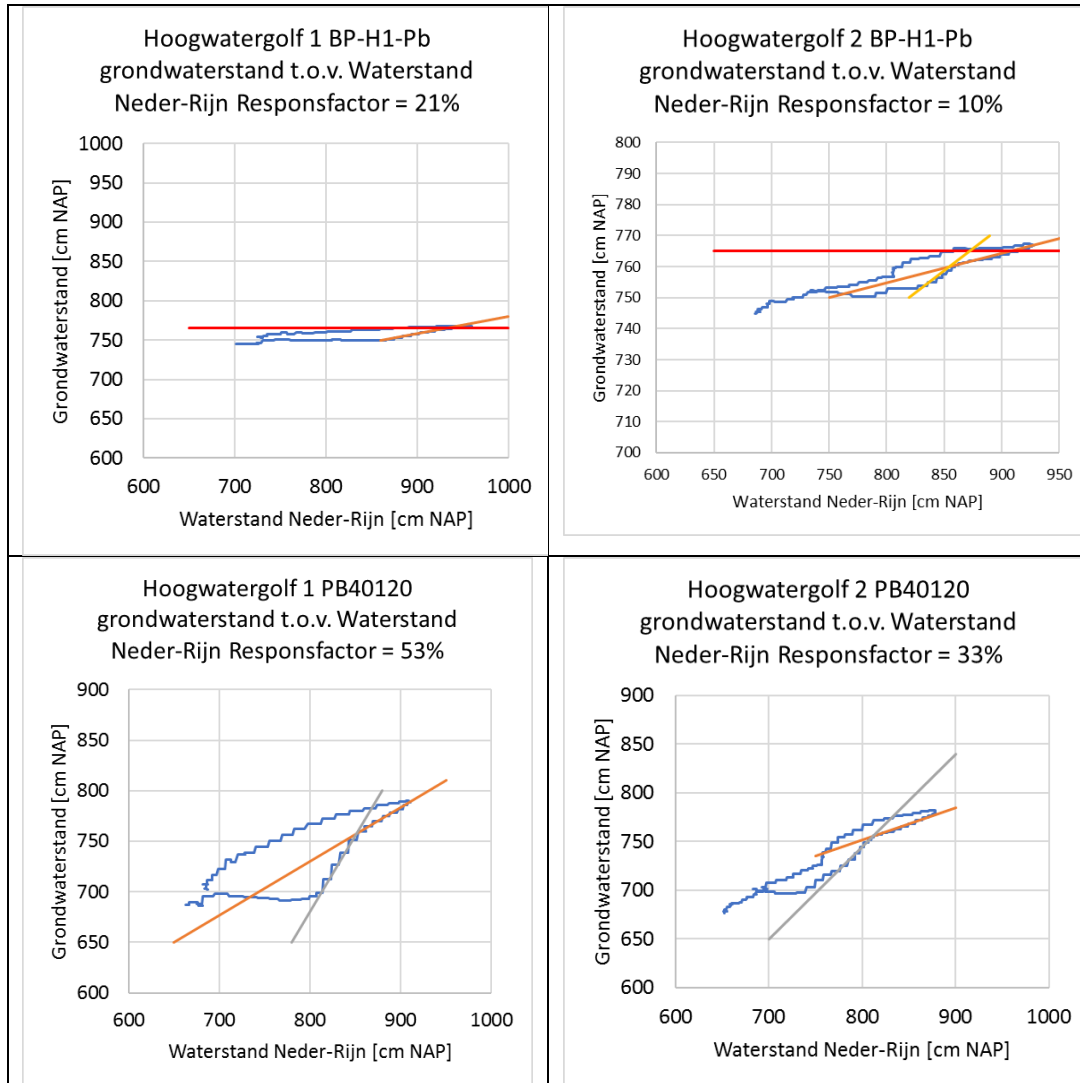 Hoogwatergolf 1 BP-H1-Pb
grondwaterstand t.o.v. Waterstand
Neder-Rijn Responsfactor = 21%
Grondwaterstand [cm NAP]
1000
950
900
850
800
750
700
650
600
600 700 800 900 1000
Waterstand Neder-Rijn [cm NAP]
Hoogwatergolf 2 BP-H1-Pb
grondwaterstand t.o.v. Waterstand
Neder-Rijn Responsfactor = 10%
Grondwaterstand [cm NAP]
800
790
780
770
760
750
740
730
720
710
700
600 650 700 750 800 850 900 950
Waterstand Neder-Rijn [cm NAP]
Hoogwatergolf 1 PB40120
grondwaterstand t.o.v. Waterstand
Neder-Rijn Responsfactor = 53%
Grondwaterstand [cm NAP]
900
850
800
750
700
650
600
600 700 800 900 1000
Waterstand Neder-Rijn [cm NAP]
Hoogwatergolf 2 PB40120
grondwaterstand t.o.v. Waterstand
Neder-Rijn Responsfactor = 33%
Grondwaterstand [cm NAP]
900
850
800
750
700
650
600
600 700 800 900 1000
Waterstand Neder-Rijn [cm NAP]